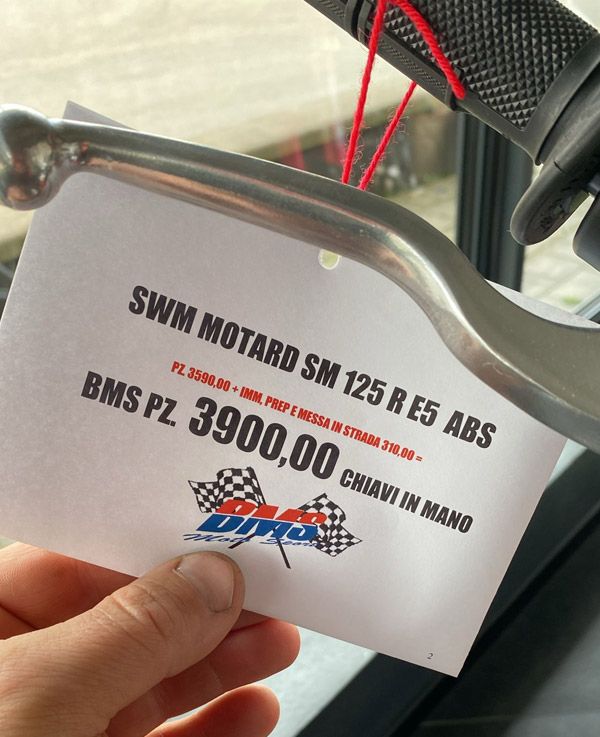 SWM MOTARD SM 125 R E5 ABS
PZ. 3590,00 + IMM. PREP E MESSA IN STRADA 310,00 =
BMS PZ. 3900,00 CHIAVI IN MANO
BMS
2